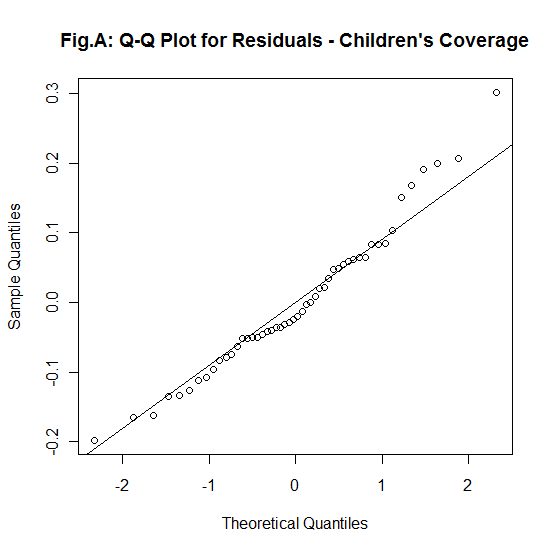 Fig.A: Q-Q Plot for Residuals - Children's Coverage
0.3
0.2
0.1
0.0
-0.1
-0.2
Sample Quantiles
-2 -1 0 1 2
Theoretical Quantiles